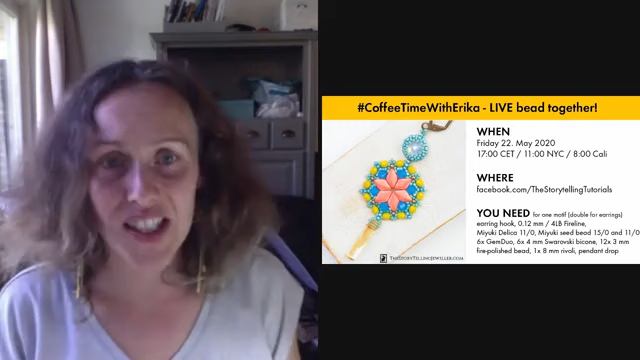 #CoffeeTimeWithErika - LIVE bead together!
WHEN
Friday 22. May 2020
17:00 CET / 11:00 NYC / 8:00 Cali
WHERE
facebook.com/TheStorytellingTutorials
YOU NEED for one motif (double for earrings)
earring hook, 0.12 mm / 4LB Fireline,
Miyuki Delica 11/0, Miyuki seed bead 15/0 and 11/0
6x GemDuo, 6x 4 mm Swarovski bicone, 12x 3 mm
fire-polished bead, 1x 8 mm rivoli, pendant drop
TheStoryTellingJeweller.com